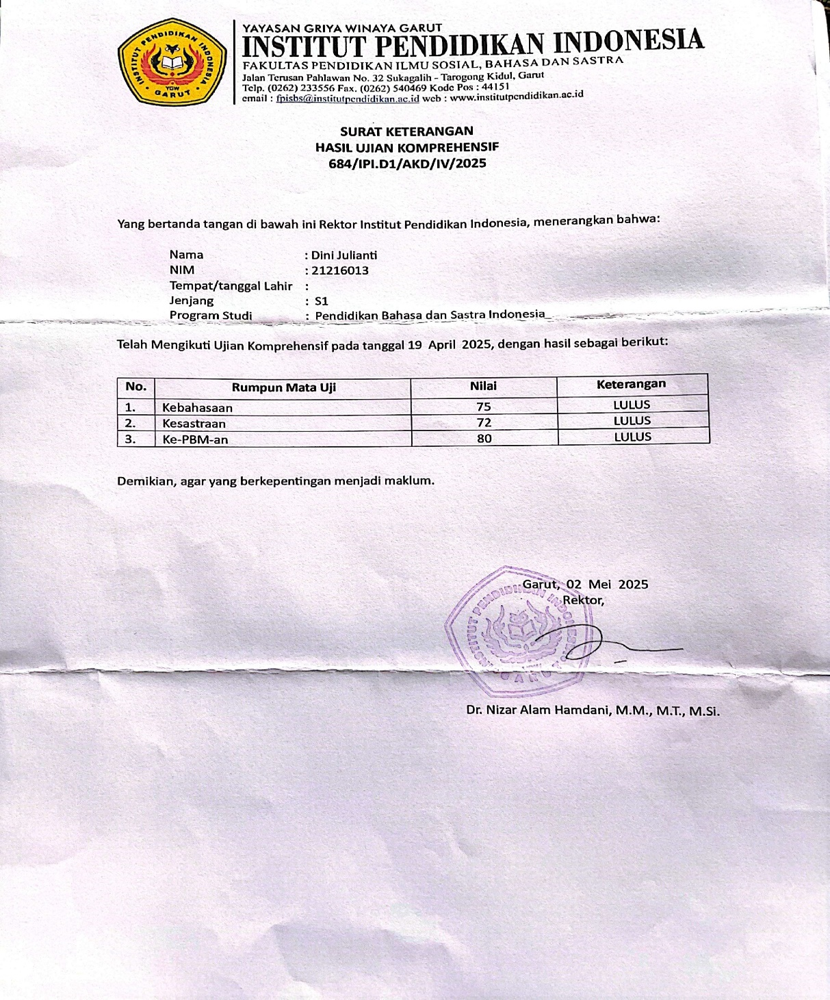 YAYASAN GRIYA WINAYA GARUT
INSTITUT PENDIDIKAN INDONESIA
FAKULTAS PENDIDIKAN ILMU SOSIAL, BAHASA DAN SASTRA
Jalan Terusan Pahlawan No. 32 Sukagalih - Tarogong Kidul, Garut
Telp. (0262) 233556 Fax. (0262) 540469 Kode Pos : 44151
email : fpisbs@institutpendidikan.ac.id web : www.institutpendidikan.ac.id
INSTITUT PENDIDIKAN INDONESIA
YGW
GARUT
SURAT KETERANGAN
HASIL UJIAN KOMPREHENSIF
684/IPI.D1/AKD/IV/2025
Yang bertanda tangan di bawah ini Rektor Institut Pendidikan Indonesia, menerangkan bahwa:
Nama : Dini Julianti
NIM : 21216013
Tempat/tanggal Lahir :
Jenjang : S1
Program Studi : Pendidikan Bahasa dan Sastra Indonesia
Telah Mengikuti Ujian Komprehensif pada tanggal 19 April 2025, dengan hasil sebagai berikut:
No. Rumpun Mata Uji Nilai Keterangan
1. Kebahasaan 75 LULUS
2. Kesastraan 72 LULUS
3. Ke-PBM-an 80 LULUS
Demikian, agar yang berkepentingan menjadi maklum.
Garut, 02 Mei 2025
Rektor,
INSTITUT PENDIDIKAN INDONESIA
GARUT
Dr. Nizar Alam Hamdani, M.M., M.T., M.Si.